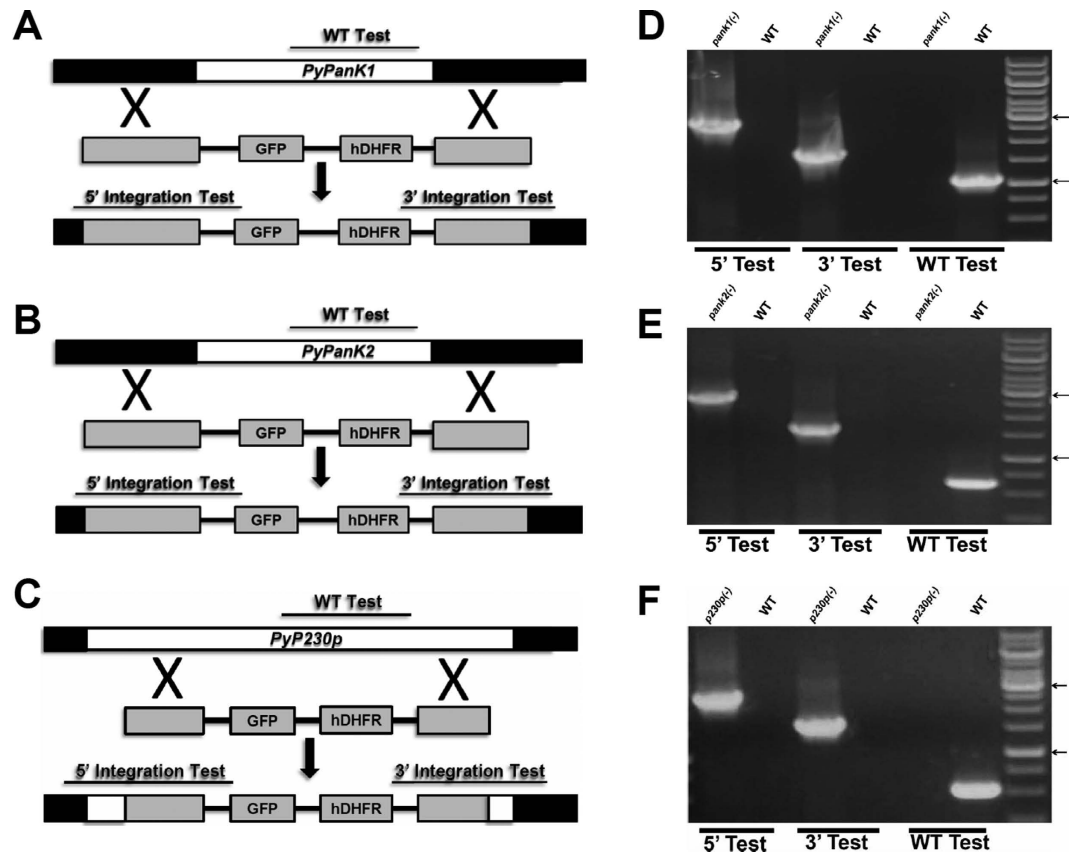 A
WT Test
PyPanK1
GFP
hDHFR
5’ Integration Test
3’ Integration Test
GFP
hDHFR
B
WT Test
PyPanK2
GFP
hDHFR
5’ Integration Test
3’ Integration Test
GFP
hDHFR
C
WT Test
PyP230p
GFP
hDHFR
5’ Integration Test
3’ Integration Test
GFP
hDHFR
D
pank1(-)
WT
pank1(-)
WT
pank1(-)
WT
5’ Test
3’ Test
WT Test
E
pank2(-)
WT
pank2(-)
WT
pank2(-)
WT
5’ Test
3’ Test
WT Test
F
p230p(-)
WT
p230p(-)
WT
p230p(-)
WT
5’ Test
3’ Test
WT Test